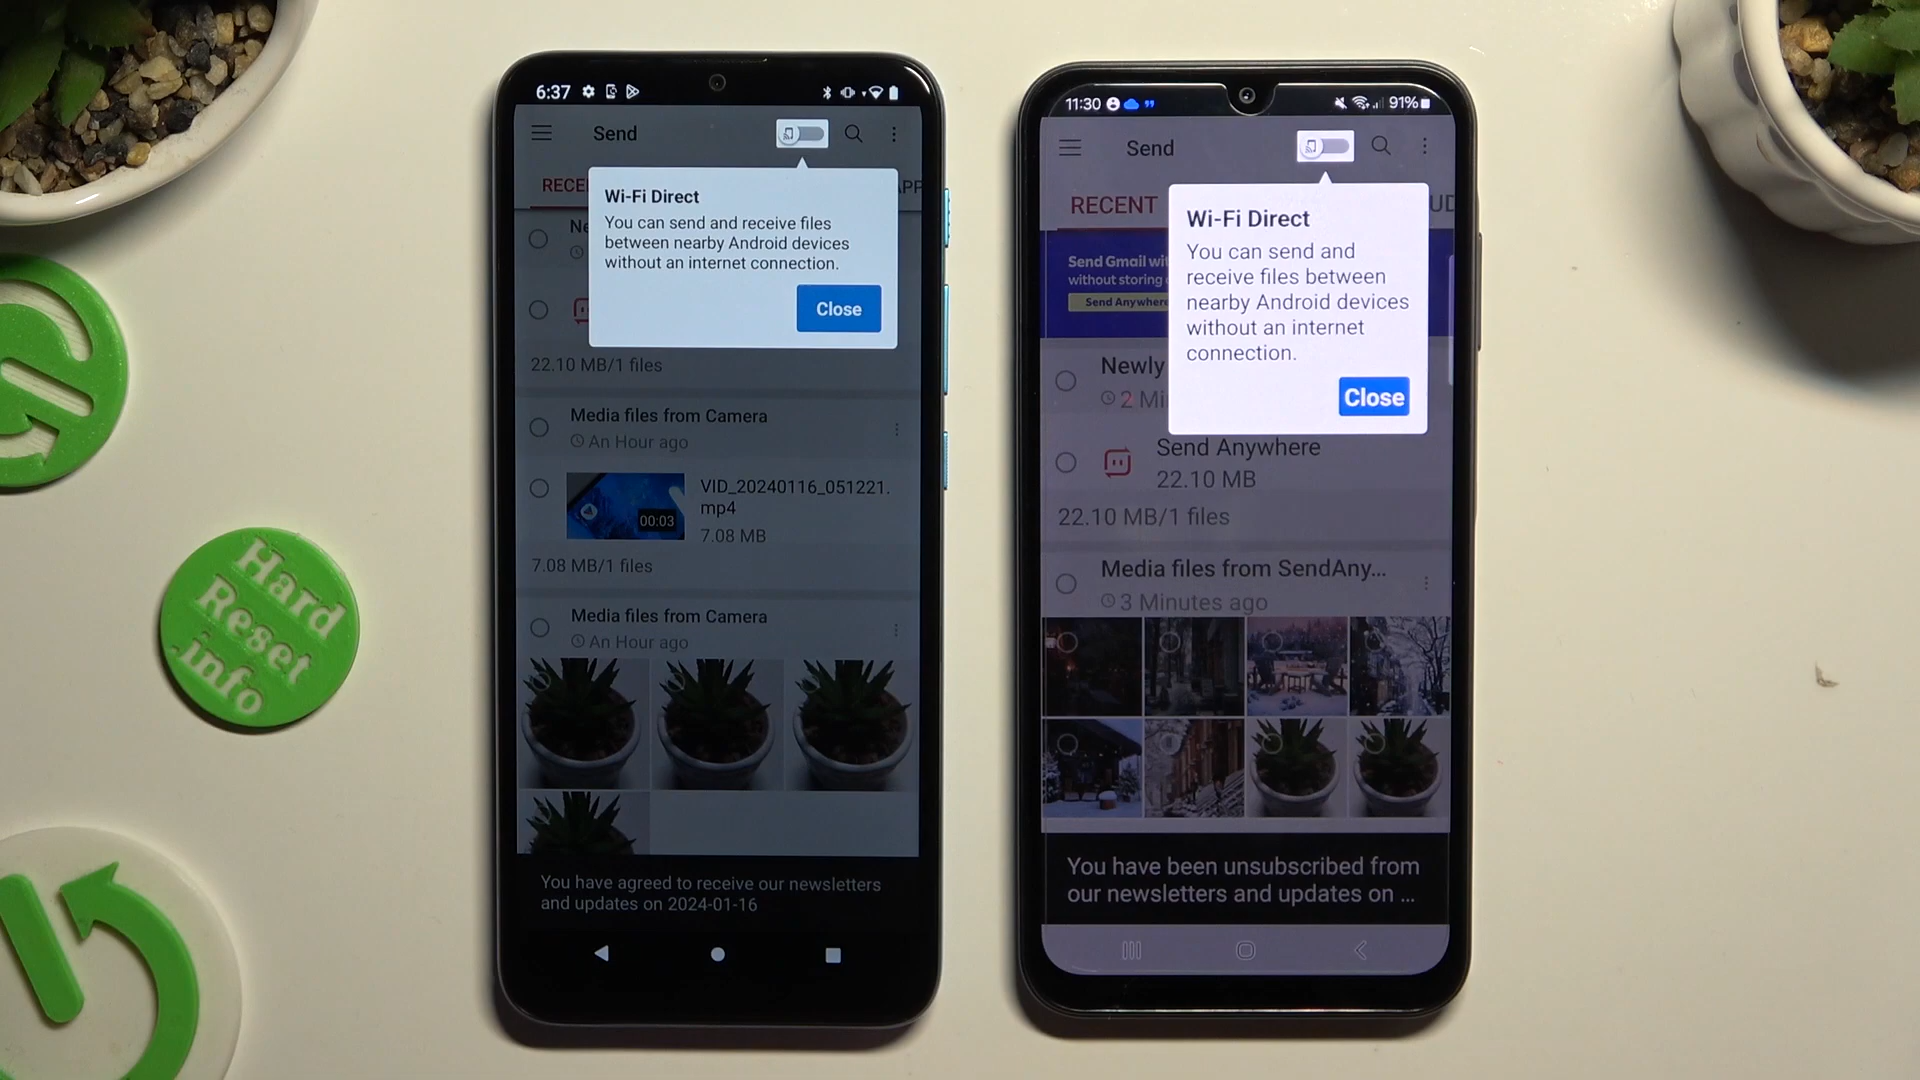 6:37
Send
RECE
APP
Wi-Fi Direct
You can send and receive files
between nearby Android devices
without an internet connection.
Close
Ne
22.10 MB/1 files
Media files from Camera
An Hour ago
00:03
VID_20240116_051221.
mp4
7.08 MB
7.08 MB/1 files
Media files from Camera
An Hour ago
You have agreed to receive our newsletters
and updates on 2024-01-16
11:30
91%
Send
RECENT
UD
Wi-Fi Direct
You can send and
receive files between
nearby Android devices
without an internet
connection.
Close
Send Gmail wit
without storing
Send Anywhere
Newly
2 Mi
Send Anywhere
22.10 MB
22.10 MB/1 files
Media files from SendAny...
3 Minutes ago
You have been unsubscribed from
our newsletters and updates on ...
Hard
Reset
.info